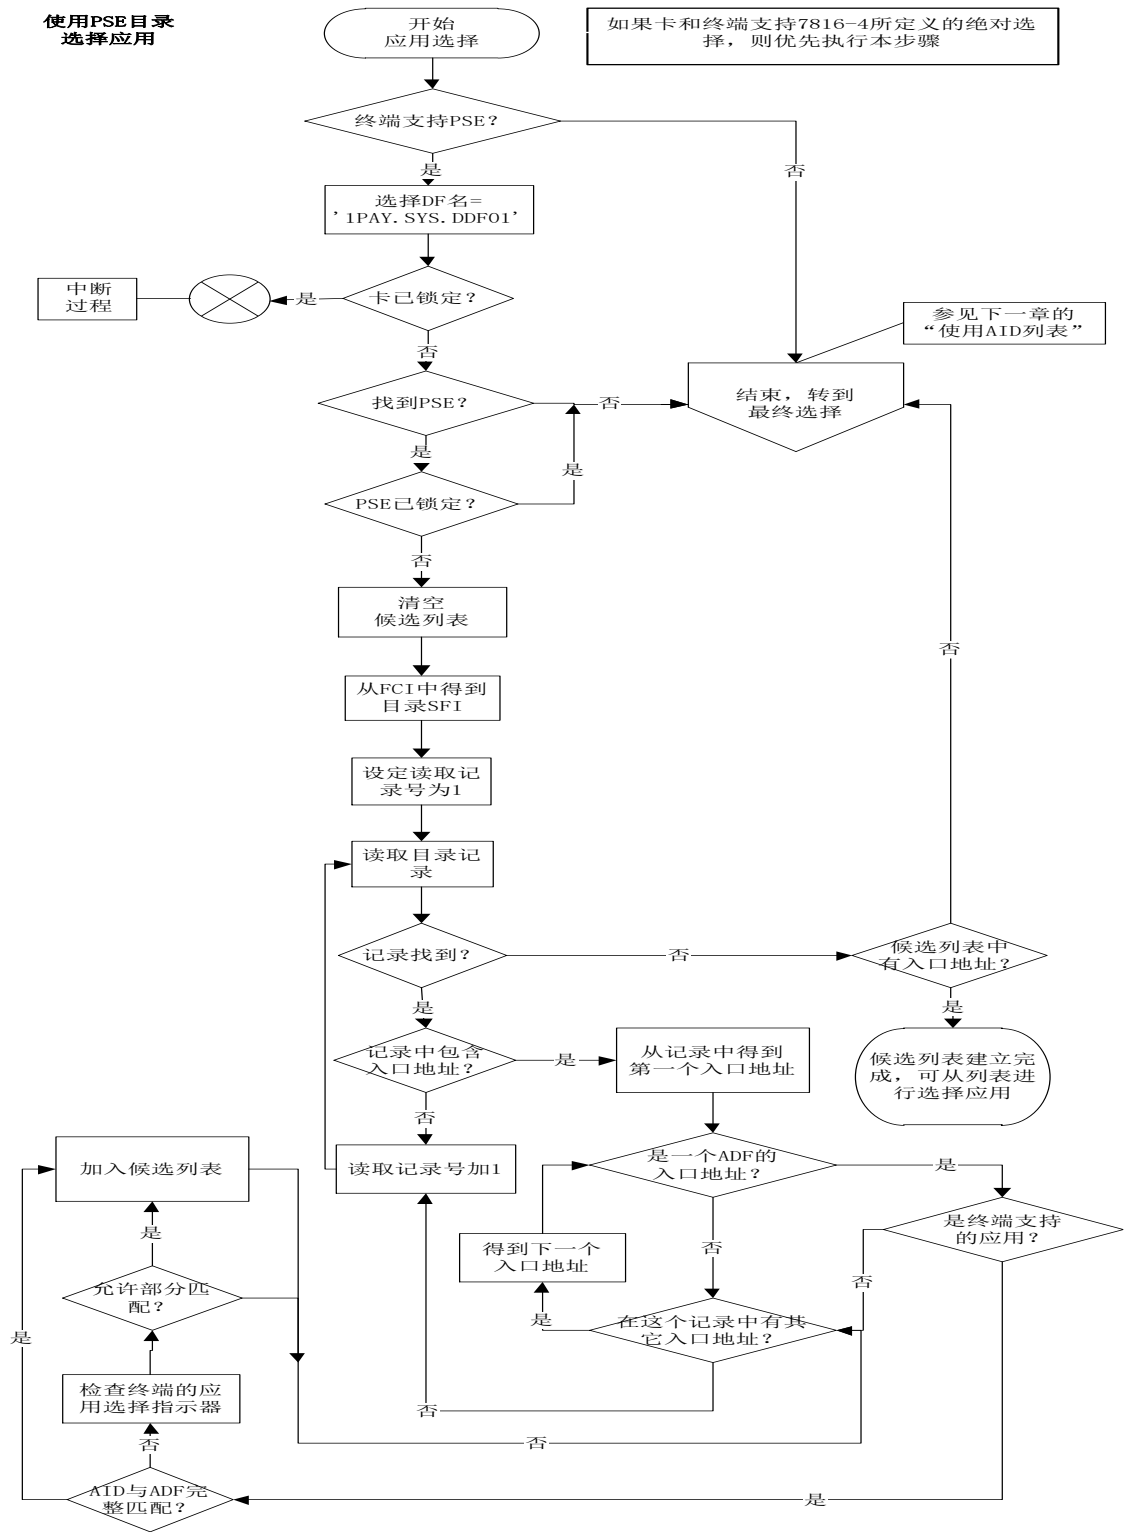 使用PSE目录
选择应用
开始
应用选择
如果卡和终端支持7816-4所定义的绝对选
择，则优先执行本步骤
终端支持PSE？
是
否
选择DF名=
'1PAY.SYS.DDF01'
卡已锁定？
是
中断
过程
否
参见下一章的
“使用AID列表”
找到PSE？
否
结束，转到
最终选择
是
是
PSE已锁定？
否
清空
候选列表
从FCI中得到
目录SFI
否
设定读取记
录号为1
读取目录记
录
记录找到？
否
候选列表中
有入口地址？
是
是
记录中包含
入口地址？
是
从记录中得到
第一个入口地址
候选列表建立完
成，可从列表进
行选择应用
否
加入候选列表
读取记录号加1
是一个ADF的
入口地址？
是
是终端支持
的应用？
是
得到下一个
入口地址
否
否
允许部分匹
配？
是
在这个记录中有其
它入口地址？
是
检查终端的应
用选择指示器
否
否
否
AID与ADF完
整匹配？
是